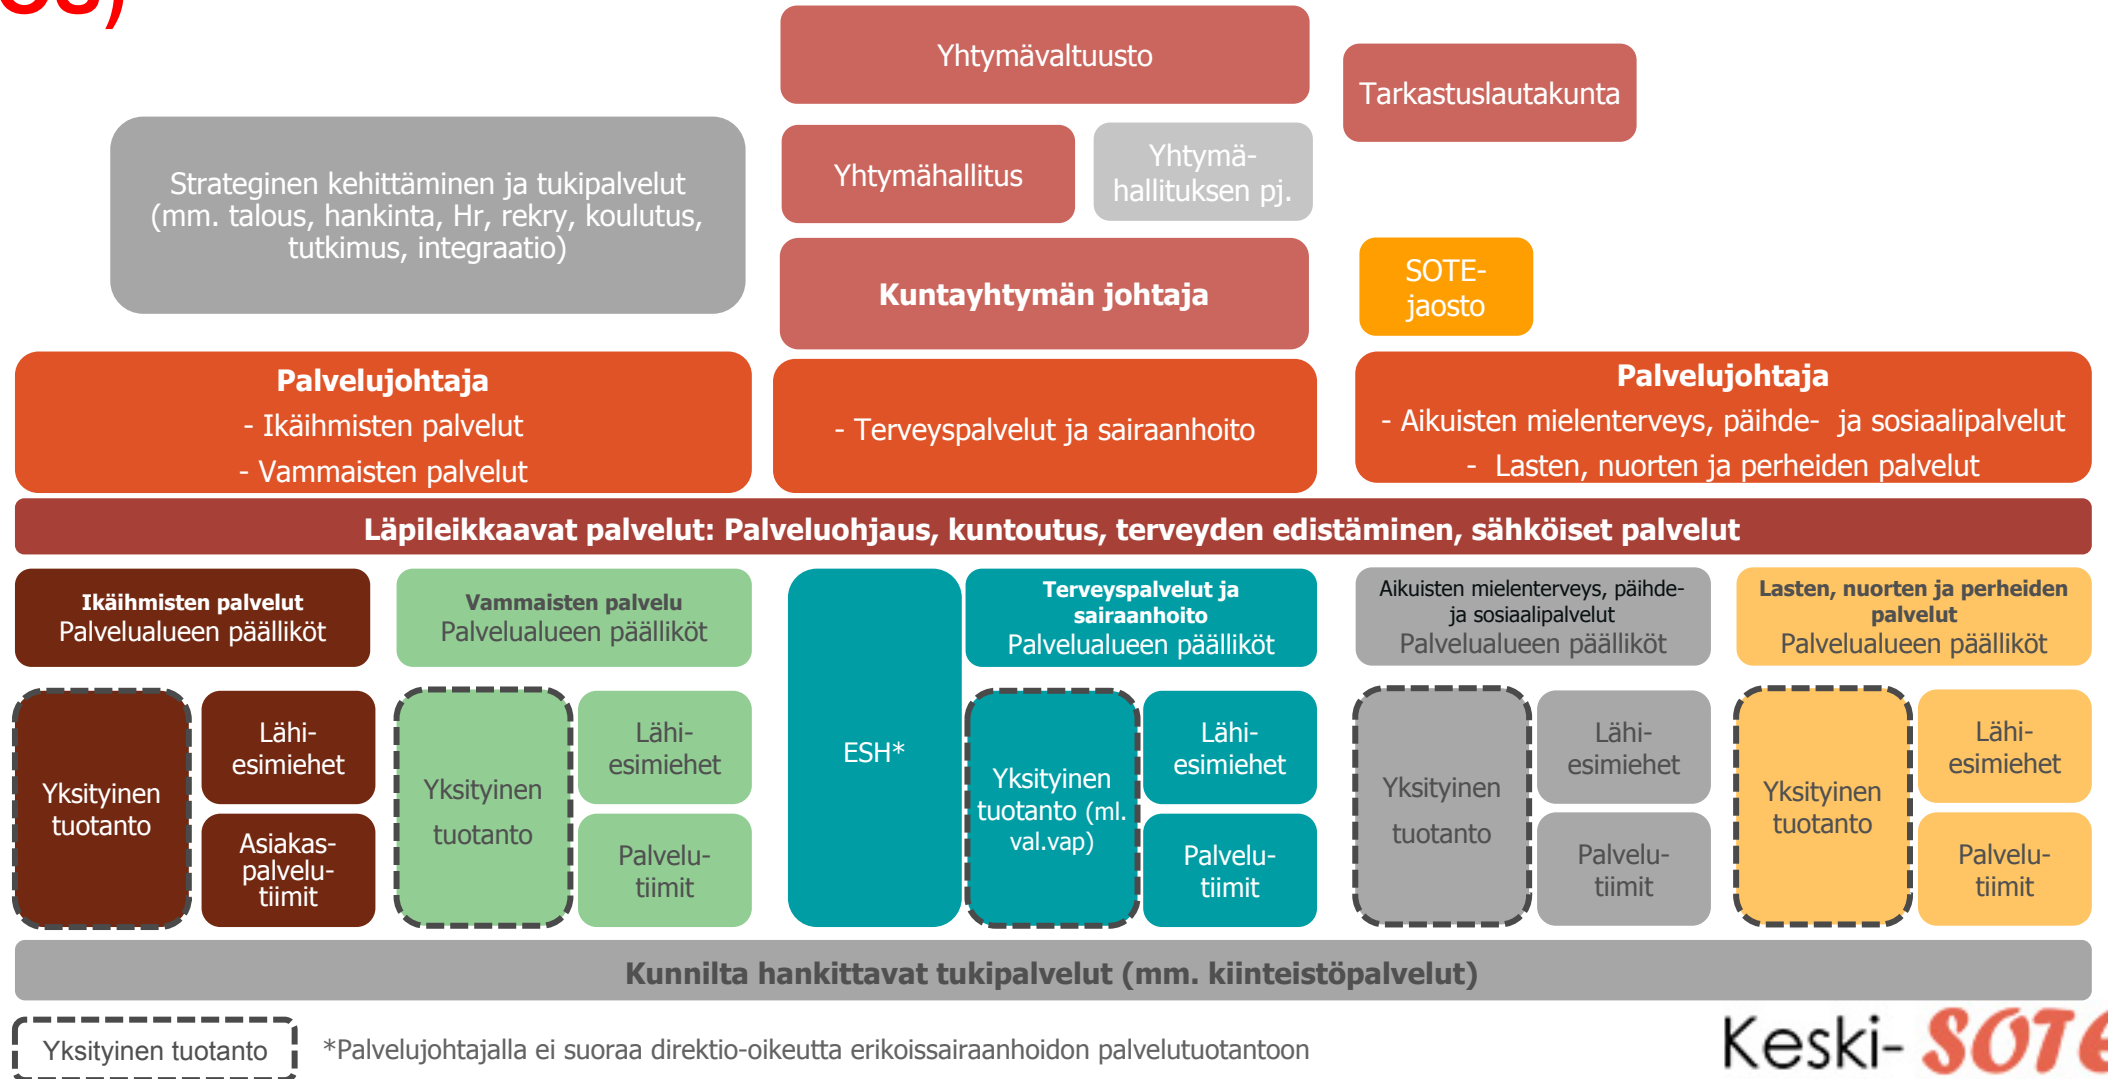 Yhtymävaltuusto
Tarkastuslautakunta
Strateginen kehittäminen ja tukipalvelut
(mm. talous, hankinta, Hr, rekry, koulutus,
tutkimus, integraatio)
Yhtymähallitus
Yhtymä-
hallituksen pj.
Kuntayhtymän johtaja
SOTE-
jaosto
Palvelujohtaja
- Ikäihmisten palvelut
- Vammaisten palvelut
- Terveyspalvelut ja sairaanhoito
Palvelujohtaja
- Aikuisten mielenterveys, päihde- ja sosiaalipalvelut
- Lasten, nuorten ja perheiden palvelut
Läpileikkaavat palvelut: Palveluohjaus, kuntoutus, terveyden edistäminen, sähköiset palvelut
Ikäihmisten palvelut
Palvelualueen päälliköt
Vammaisten palvelu
Palvelualueen päälliköt
Terveyspalvelut ja
sairaanhoito
Palvelualueen päälliköt
Aikuisten mielenterveys, päihde-
ja sosiaalipalvelut
Palvelualueen päälliköt
Lasten, nuorten ja perheiden
palvelut
Palvelualueen päälliköt
Yksityinen
tuotanto
Lähi-
esimiehet
Asiakas-
palvelu-
tiimit
Yksityinen
tuotanto
Lähi-
esimiehet
Palvelu-
tiimit
ESH*
Yksityinen
tuotanto (ml.
val.vap)
Lähi-
esimiehet
Palvelu-
tiimit
Yksityinen
tuotanto
Lähi-
esimiehet
Palvelu-
tiimit
Yksityinen
tuotanto
Lähi-
esimiehet
Palvelu-
tiimit
Kunnilta hankittavat tukipalvelut (mm. kiinteistöpalvelut)
Yksityinen tuotanto
*Palvelujohtajalla ei suoraa direktio-oikeutta erikoissairaanhoidon palvelutuotantoon
Keski- SOTE